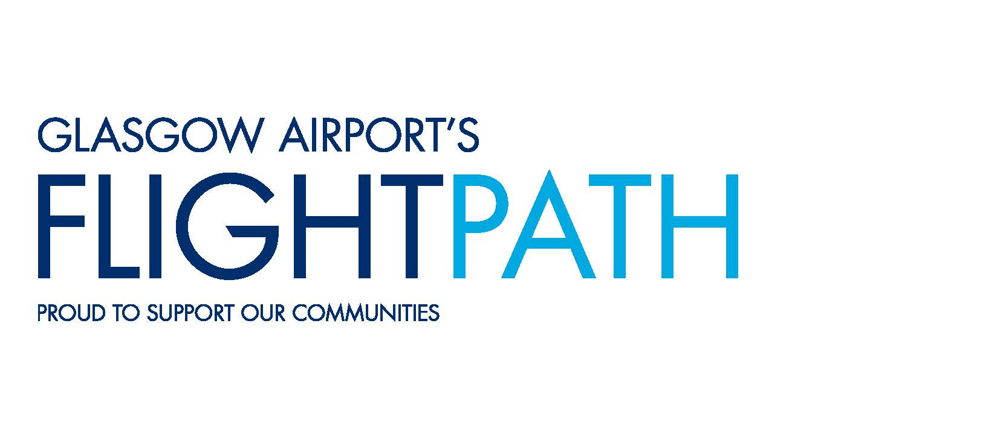 GLASGOW AIRPORT’S
FLIGHTPATH
PROUD TO SUPPORT OUR COMMUNITIES